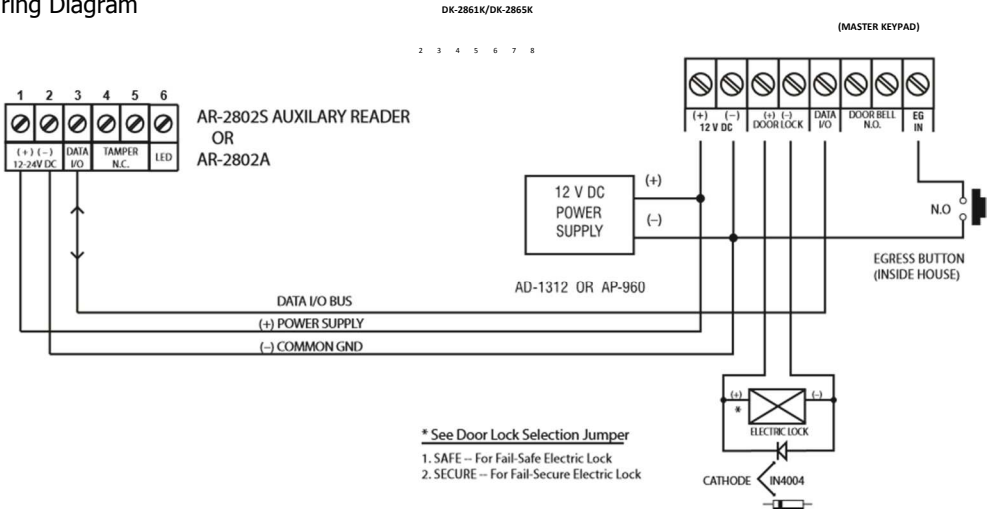 ring Diagram
DK-2861K/DK-2865K
(MASTER KEYPAD)
2 3 4 5 6 7 8
1 2 3 4 5 6
(+) (−) DATA TAMPER LED
12-24V DC I/O N.C.
AR-2802S AUXILARY READER
OR
AR-2802A
(+) (−) (+) (−) DATA DOOR BELL EG
12 V DC DOOR LOCK I/O N.O. IN
12 V DC
POWER
SUPPLY
(+)
(−)
N.O
EGRESS BUTTON
(INSIDE HOUSE)
AD-1312 OR AP-960
DATA I/O BUS
(+) POWER SUPPLY
(−) COMMON GND
(+) (−)
*
ELECTRIC LOCK
* See Door Lock Selection Jumper
1. SAFE -- For Fail-Safe Electric Lock
2. SECURE -- For Fail-Secure Electric Lock
CATHODE IN4004